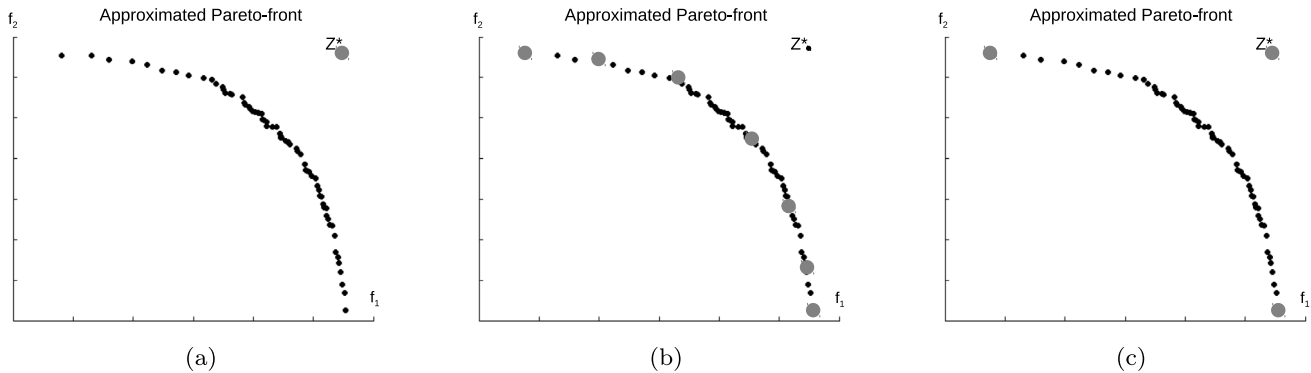 Approximated Pareto-front
f₂
Z*
f₁
(a)
Approximated Pareto-front
f₂
Z*
f₁
(b)
Approximated Pareto-front
f₂
Z*
f₁
(c)